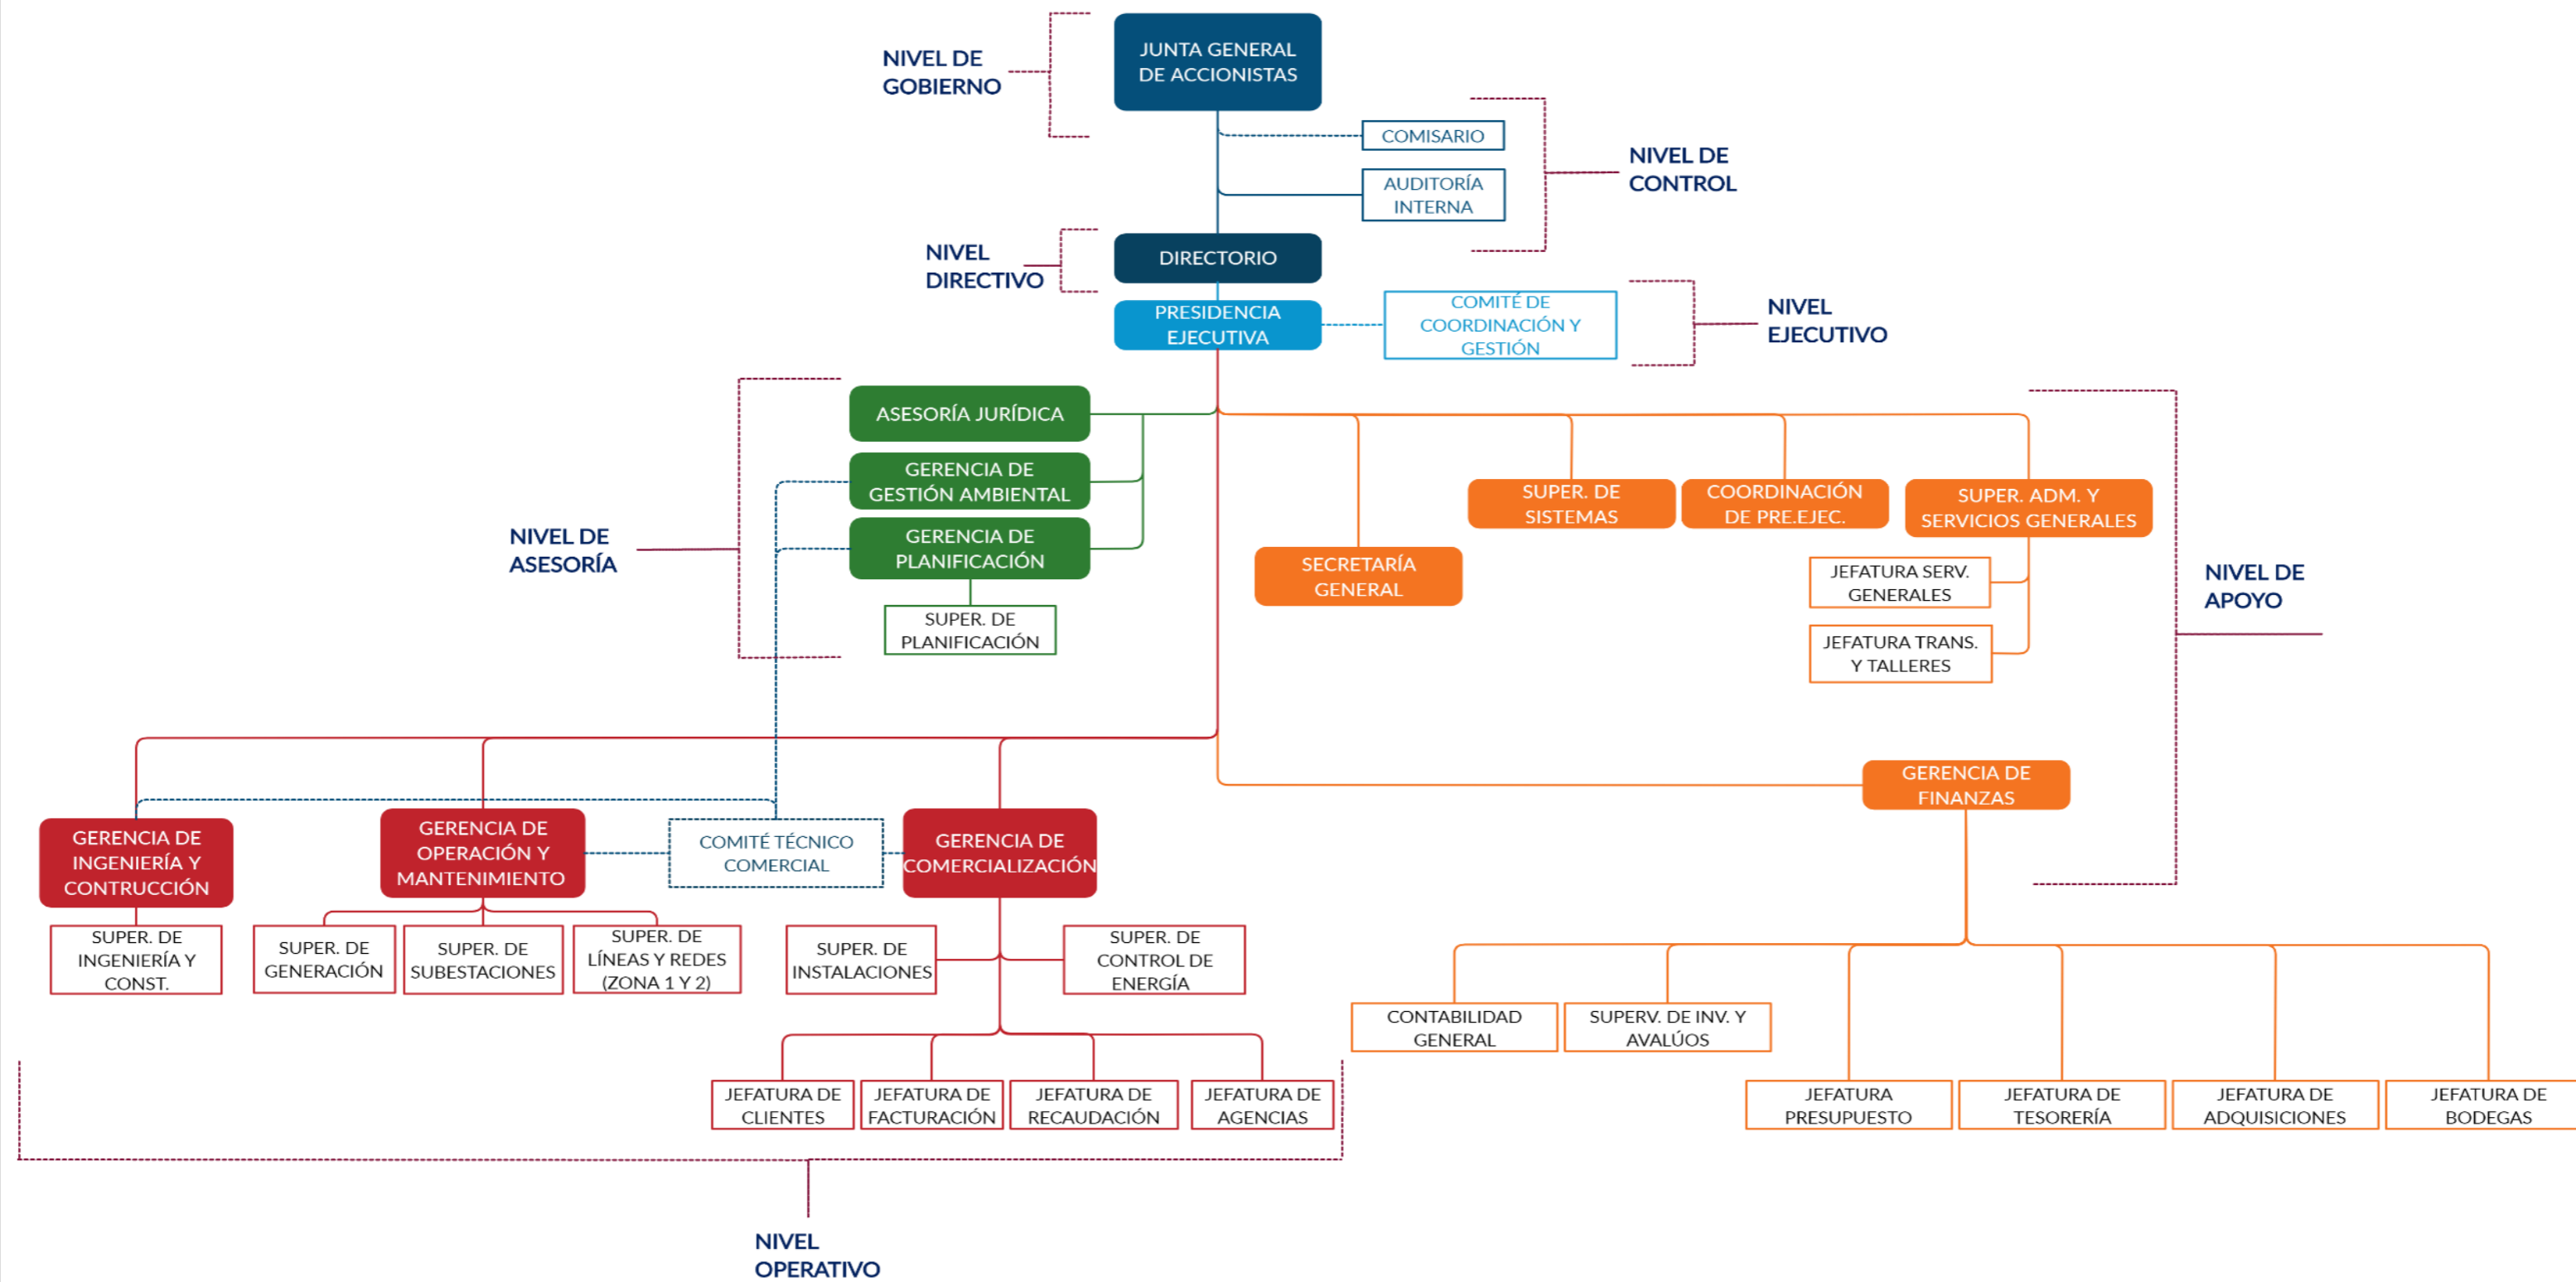 JUNTA GENERAL
DE ACCIONISTAS
NIVEL DE
GOBIERNO
COMISARIO
AUDITORÍA
INTERNA
NIVEL DE
CONTROL
NIVEL
DIRECTIVO
DIRECTORIO
PRESIDENCIA
EJECUTIVA
COMITÉ DE
COORDINACIÓN Y
GESTIÓN
NIVEL
EJECUTIVO
ASESORÍA JURÍDICA
GERENCIA DE
GESTIÓN AMBIENTAL
GERENCIA DE
PLANIFICACIÓN
SUPER. DE
PLANIFICACIÓN
NIVEL DE
ASESORÍA
SECRETARÍA
GENERAL
SUPER. DE
SISTEMAS
COORDINACIÓN
DE PRE.EJEC.
SUPER. ADM. Y
SERVICIOS GENERALES
JEFATURA SERV.
GENERALES
JEFATURA TRANS.
Y TALLERES
NIVEL DE
APOYO
GERENCIA DE
FINANZAS
GERENCIA DE
INGENIERÍA Y
CONTRUCCIÓN
GERENCIA DE
OPERACIÓN Y
MANTENIMIENTO
COMITÉ TÉCNICO
COMERCIAL
GERENCIA DE
COMERCIALIZACIÓN
SUPER. DE
INGENIERÍA Y
CONST.
SUPER. DE
GENERACIÓN
SUPER. DE
SUBESTACIONES
SUPER. DE
LÍNEAS Y REDES
(ZONA 1 Y 2)
SUPER. DE
INSTALACIONES
SUPER. DE
CONTROL DE
ENERGÍA
CONTABILIDAD
GENERAL
SUPERV. DE INV. Y
AVALÚOS
JEFATURA DE
CLIENTES
JEFATURA DE
FACTURACIÓN
JEFATURA DE
RECAUDACIÓN
JEFATURA DE
AGENCIAS
JEFATURA
PRESUPUESTO
JEFATURA DE
TESORERÍA
JEFATURA DE
ADQUISICIONES
JEFATURA DE
BODEGAS
NIVEL
OPERATIVO